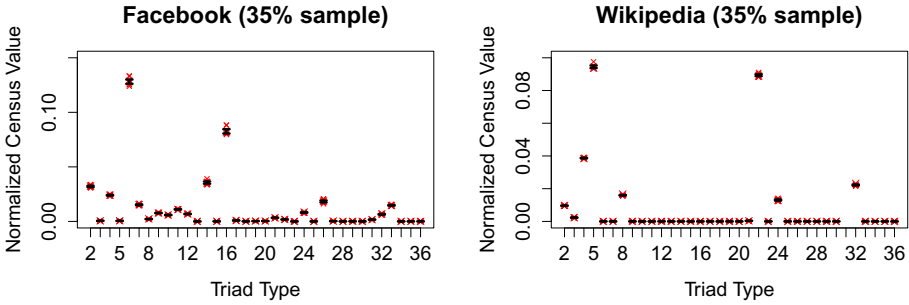 Facebook (35% sample)
Normalized Census Value
0.10
0.00
2 5 8 12 16 20 24 28 32 36
Triad Type
Wikipedia (35% sample)
Normalized Census Value
0.08
0.04
0.00
2 5 8 12 16 20 24 28 32 36
Triad Type